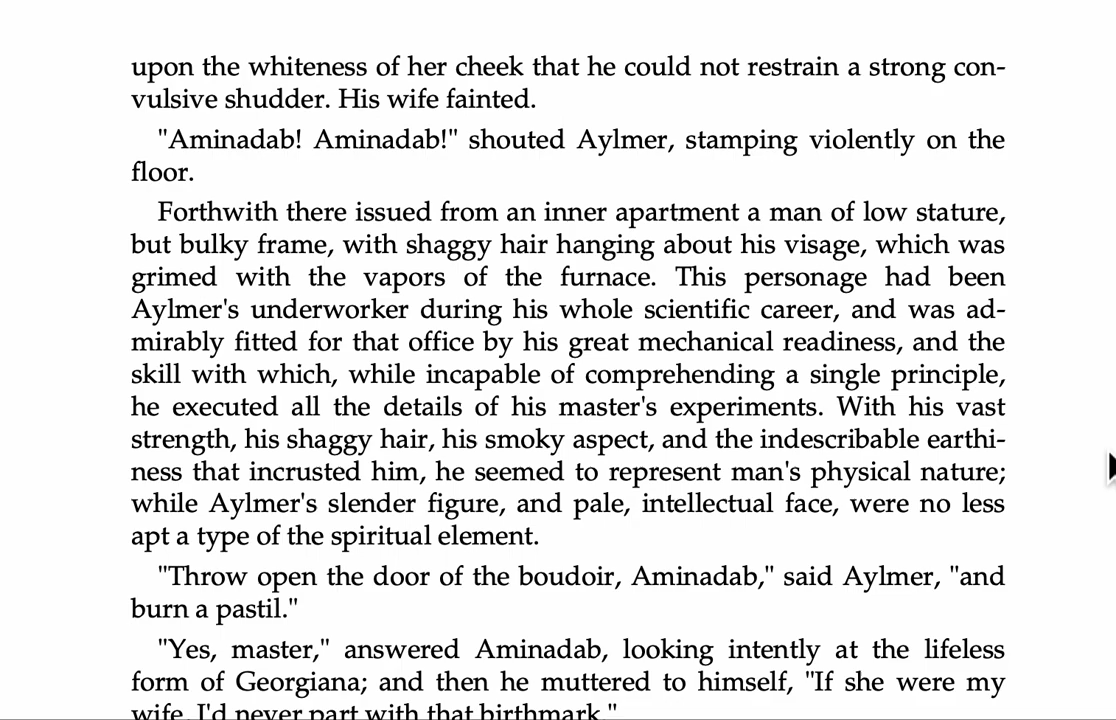 upon the whiteness of her cheek that he could not restrain a strong con-
vulsive shudder. His wife fainted.
"Aminadab! Aminadab!" shouted Aylmer, stamping violently on the
floor.
Forthwith there issued from an inner apartment a man of low stature,
but bulky frame, with shaggy hair hanging about his visage, which was
grimed with the vapors of the furnace. This personage had been
Aylmer's underworker during his whole scientific career, and was ad-
mirably fitted for that office by his great mechanical readiness, and the
skill with which, while incapable of comprehending a single principle,
he executed all the details of his master's experiments. With his vast
strength, his shaggy hair, his smoky aspect, and the indescribable earthi-
ness that incrusted him, he seemed to represent man's physical nature;
while Aylmer's slender figure, and pale, intellectual face, were no less
apt a type of the spiritual element.
"Throw open the door of the boudoir, Aminadab," said Aylmer, "and
burn a pastil."
"Yes, master," answered Aminadab, looking intently at the lifeless
form of Georgiana; and then he muttered to himself, "If she were my
wife, I'd never part with that birthmark."